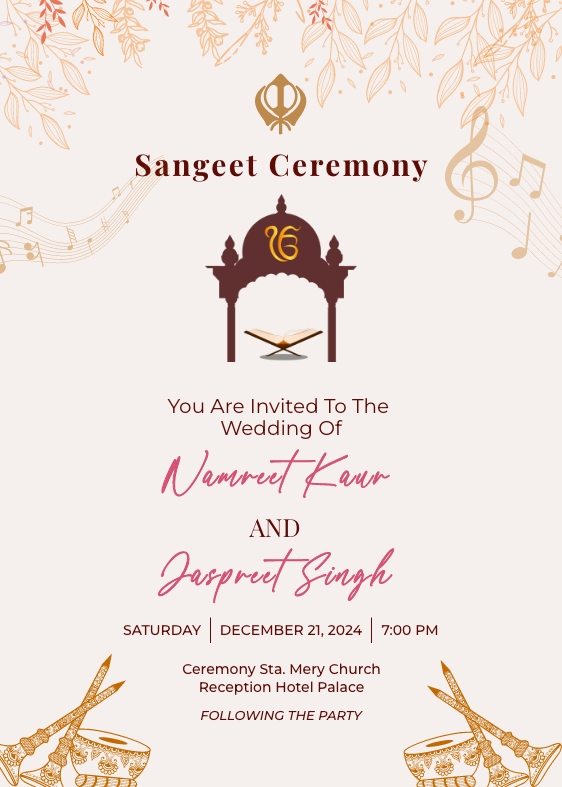 Sangeet Ceremony
ੴ
You Are Invited To The
Wedding Of
Namreet Kaur
AND
Jaspreet Singh
SATURDAY | DECEMBER 21, 2024 | 7:00 PM
Ceremony Sta. Mery Church
Reception Hotel Palace
FOLLOWING THE PARTY